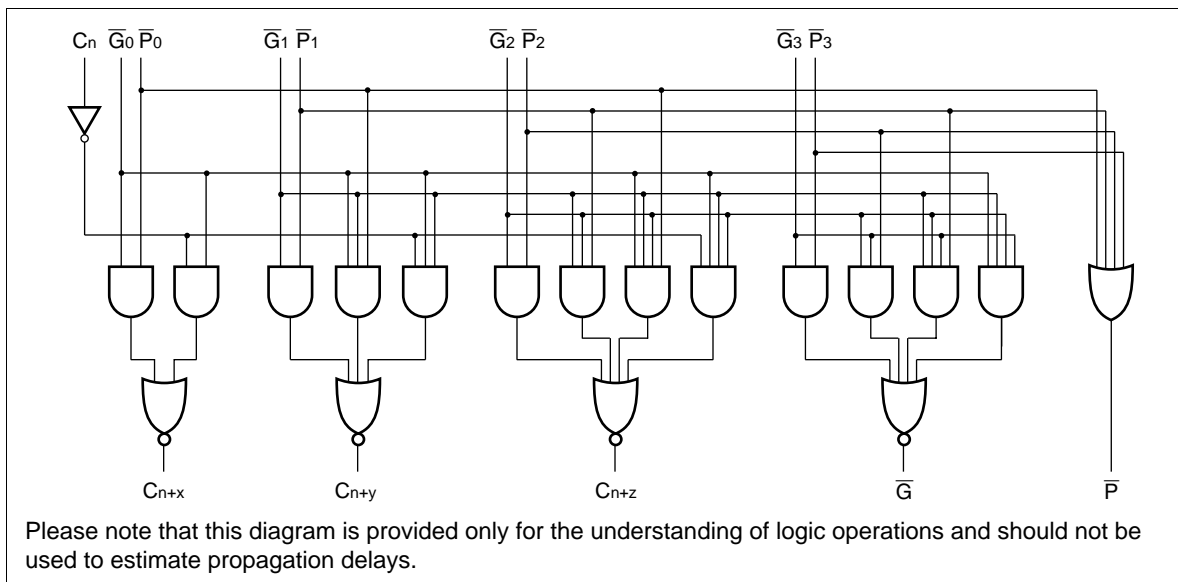 Cn G̅0 P̅0 G̅1 P̅1 G̅2 P̅2 G̅3 P̅3
Cn+x Cn+y Cn+z G̅ P̅
Please note that this diagram is provided only for the understanding of logic operations and should not be
used to estimate propagation delays.